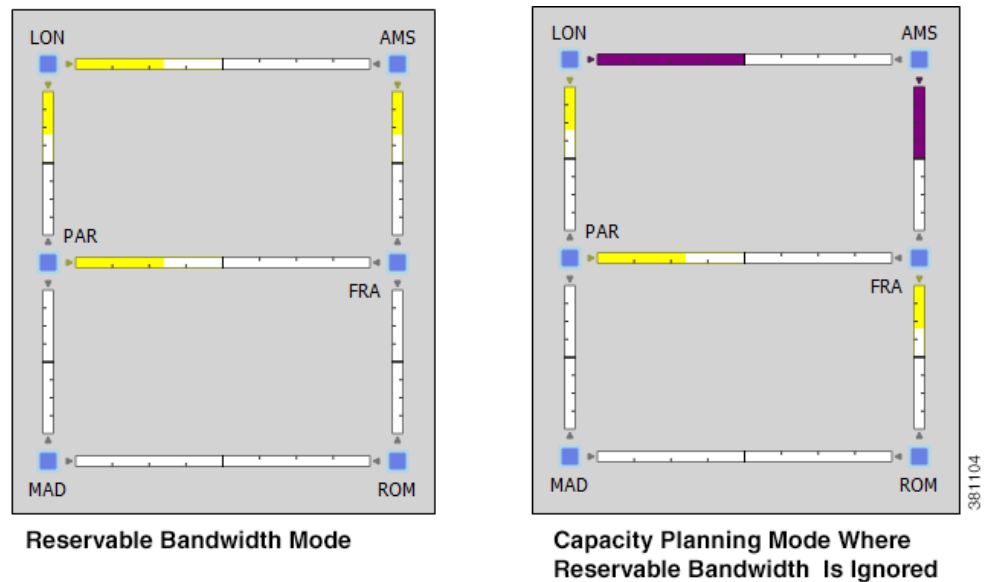 LON AMS
PAR
FRA
MAD ROM
Reservable Bandwidth Mode
LON AMS
PAR
FRA
MAD ROM
Capacity Planning Mode Where
Reservable Bandwidth Is Ignored
381104